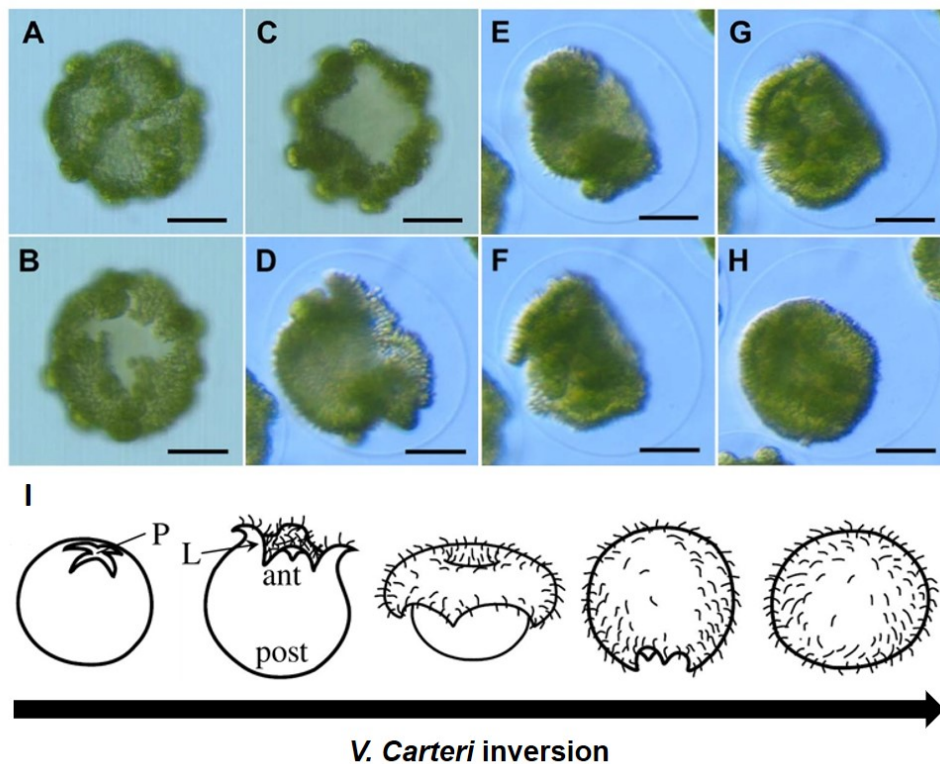 A C E G
B D F H
I
P
L
ant
post
V. Carteri inversion